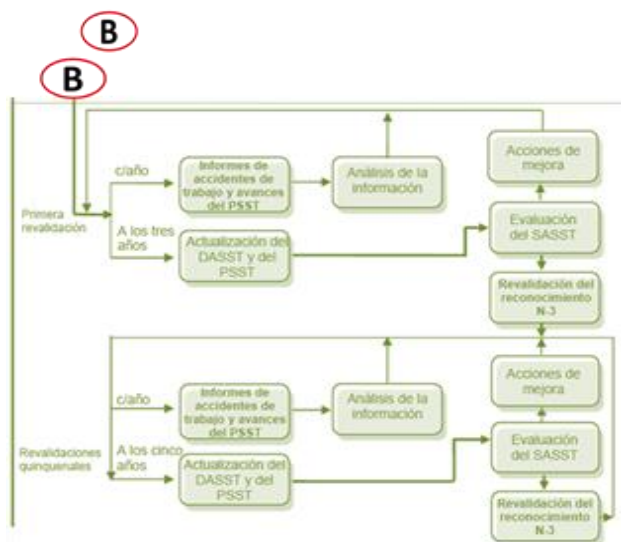 B
B
Acciones de
mejora
c/año
Informes de
accidentes de
trabajo y avances
del PSST
Análisis de la
información
Primera
revalidación
Evaluación
del SASST
A los tres
años
Actualización del
DASST y del
PSST
Revalidación del
reconocimiento
N-3
Acciones de
mejora
c/año
Informes de
accidentes de
trabajo y avances
del PSST
Análisis de la
información
Revalidaciones
quinquenales
Evaluación
del SASST
A los cinco
años
Actualización del
DASST y del
PSST
Revalidación del
reconocimiento
N-3